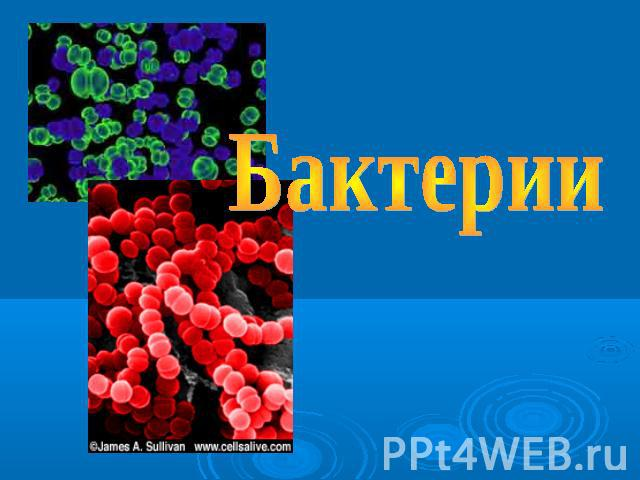 Бактерии
©James A. Sullivan www.cellsalive.com
PPt4WEB.ru